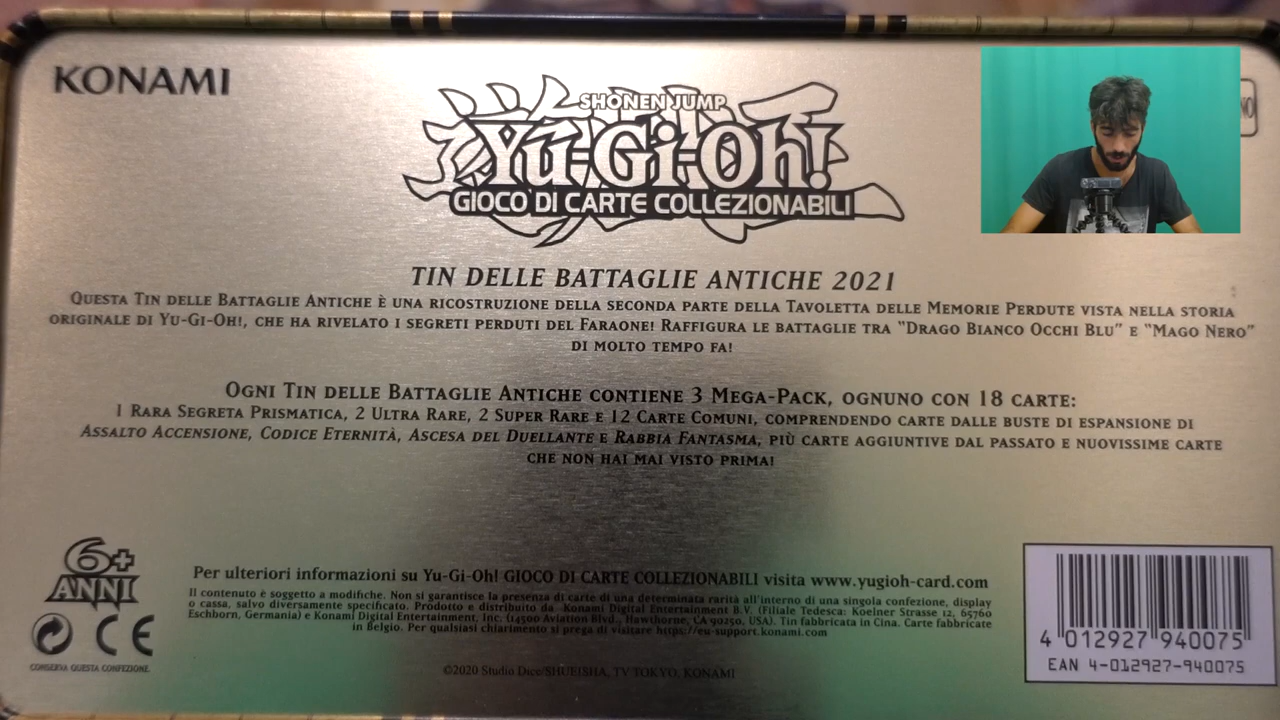 KONAMI
SHONEN JUMP
Yu-Gi-Oh!
GIOCO DI CARTE COLLEZIONABILI
TIN DELLE BATTAGLIE ANTICHE 2021
QUESTA TIN DELLE BATTAGLIE ANTICHE È UNA RICOSTRUZIONE DELLA SECONDA PARTE DELLA TAVOLETTA DELLE MEMORIE PERDUTE VISTA NELLA STORIA
ORIGINALE DI YU-GI-OH!, CHE HA RIVELATO I SEGRETI PERDUTI DEL FARAONE! RAFFIGURA LE BATTAGLIE TRA "DRAGO BIANCO OCCHI BLU" E "MAGO NERO"
DI MOLTO TEMPO FA!
OGNI TIN DELLE BATTAGLIE ANTICHE CONTIENE 3 MEGA-PACK, OGNUNO CON 18 CARTE:
1 RARA SEGRETA PRISMATICA, 2 ULTRA RARE, 2 SUPER RARE E 12 CARTE COMUNI, COMPRENDENDO CARTE DALLE BUSTE DI ESPANSIONE DI
ASSALTO ACCENSIONE, CODICE ETERNITÀ, ASCESA DEL DUELLANTE E RABBIA FANTASMA, PIÙ CARTE AGGIUNTIVE DAL PASSATO E NUOVISSIME CARTE
CHE NON HAI MAI VISTO PRIMA!
6+
ANNI
CE
CONSERVA QUESTA CONFEZIONE.
Per ulteriori informazioni su Yu-Gi-Oh! GIOCO DI CARTE COLLEZIONABILI visita www.yugioh-card.com
Il contenuto è soggetto a modifiche. Non si garantisce la presenza di carte di una determinata rarità all'interno di una singola confezione, display
o cassa, salvo diversamente specificato. Prodotto e distribuito da Konami Digital Entertainment B.V. (Filiale Tedesca: Koelner Strasse 12, 65760
Eschborn, Germania) e Konami Digital Entertainment, Inc. (14500 Aviation Blvd., Hawthorne, CA 90250, USA). Tin fabbricata in Cina. Carte fabbricate
in Belgio. Per qualsiasi chiarimento si prega di visitare https://eu-support.konami.com
©2020 Studio Dice/SHUEISHA, TV TOKYO, KONAMI
4 012927 940075
EAN 4-012927-940075